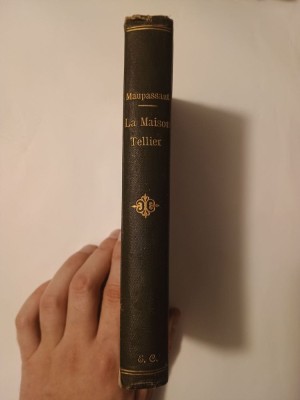 Maupassant
La Maison
Tellier
E. C.